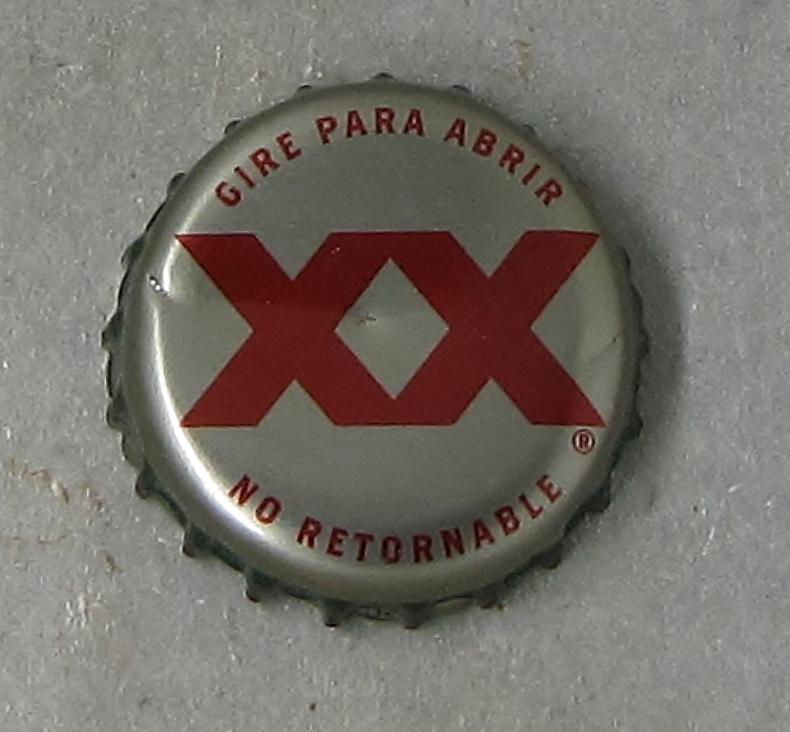 GIRE PARA ABRIR
XX
®
NO RETORNABLE